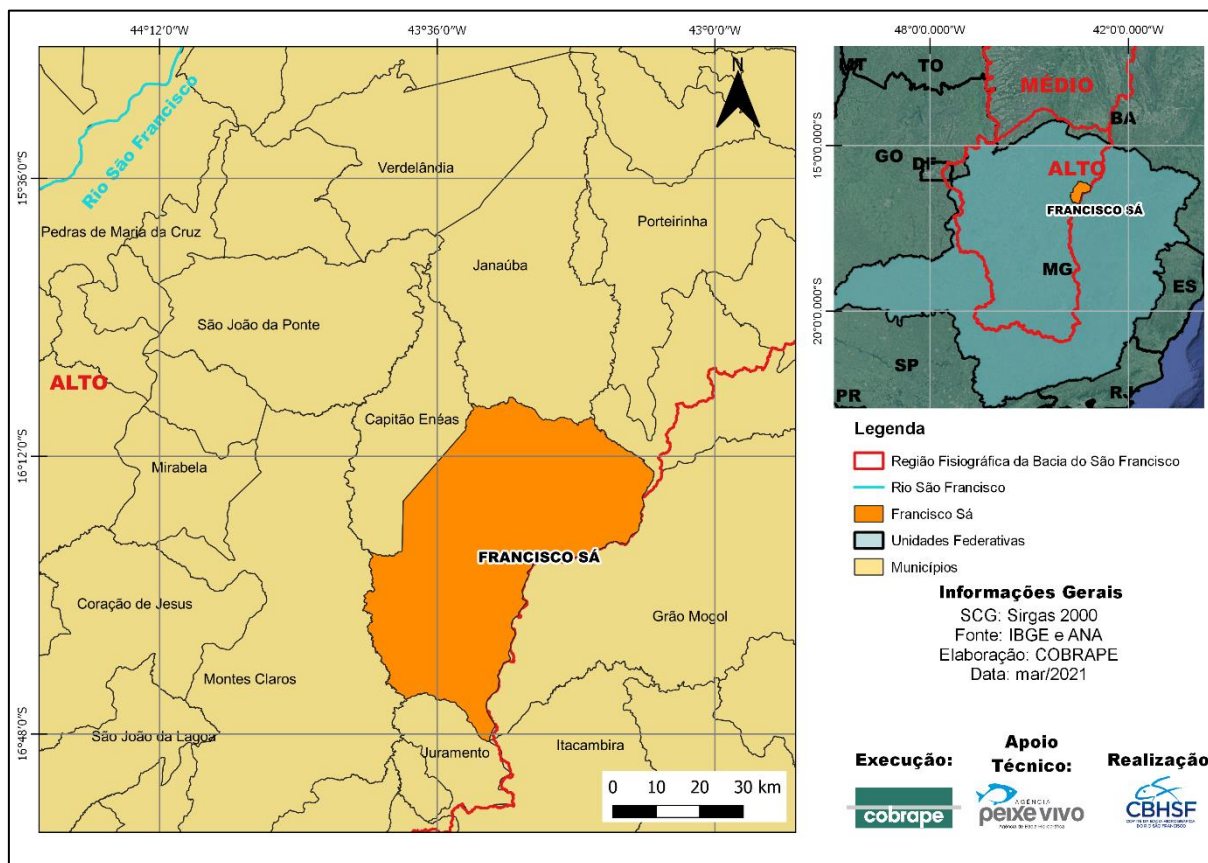 44°12'0"W
43°36'0"W
43°0'0"W
15°36'0"S
16°12'0"S
16°48'0"S
N
Rio São Francisco
Verdelândia
Pedras de Maria da Cruz
Porteirinha
Janaúba
São João da Ponte
ALTO
Capitão Enéas
Mirabela
FRANCISCO SÁ
Coração de Jesus
Grão Mogol
Montes Claros
São João da Lagoa
Juramento
Itacambira
0 10 20 30 km
48°0'0.000"W
42°0'0.000"W
15°0'0.000"S
20°0'0.000"S
TO
MÉDIO
BA
GO
DF
ALTO
FRANCISCO SÁ
MG
ES
SP
RJ
PR
Legenda
Região Fisiográfica da Bacia do São Francisco
Rio São Francisco
Francisco Sá
Unidades Federativas
Municípios
Informações Gerais
SCG: Sirgas 2000
Fonte: IBGE e ANA
Elaboração: COBRAPE
Data: mar/2021
Execução:
cobrape
Apoio
Técnico:
AGÊNCIA
peixe vivo
Realização
CBHSF